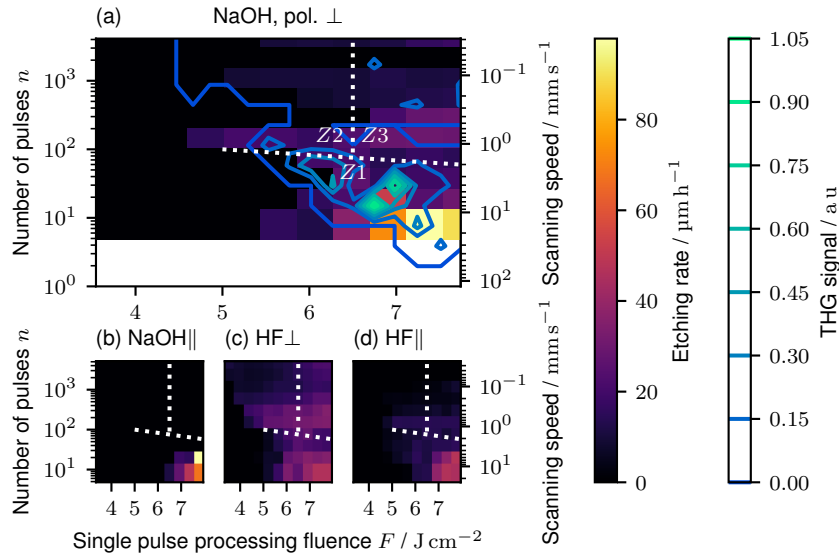 (a) NaOH, pol. ⊥
Number of pulses n
10³
10²
10¹
10⁰
Z2 Z3
Z1
4 5 6 7
10⁻¹
10⁰
10¹
10²
Scanning speed / mm s⁻¹
(b) NaOH∥ (c) HF⊥ (d) HF∥
Number of pulses n
10³
10²
10¹
4 5 6 7 4 5 6 7 4 5 6 7
10⁻¹
10⁰
10¹
Scanning speed / mm s⁻¹
Single pulse processing fluence F / J cm⁻²
80
60
40
20
0
Etching rate / µm h⁻¹
1.05
0.90
0.75
0.60
0.45
0.30
0.15
0.00
THG signal / a u